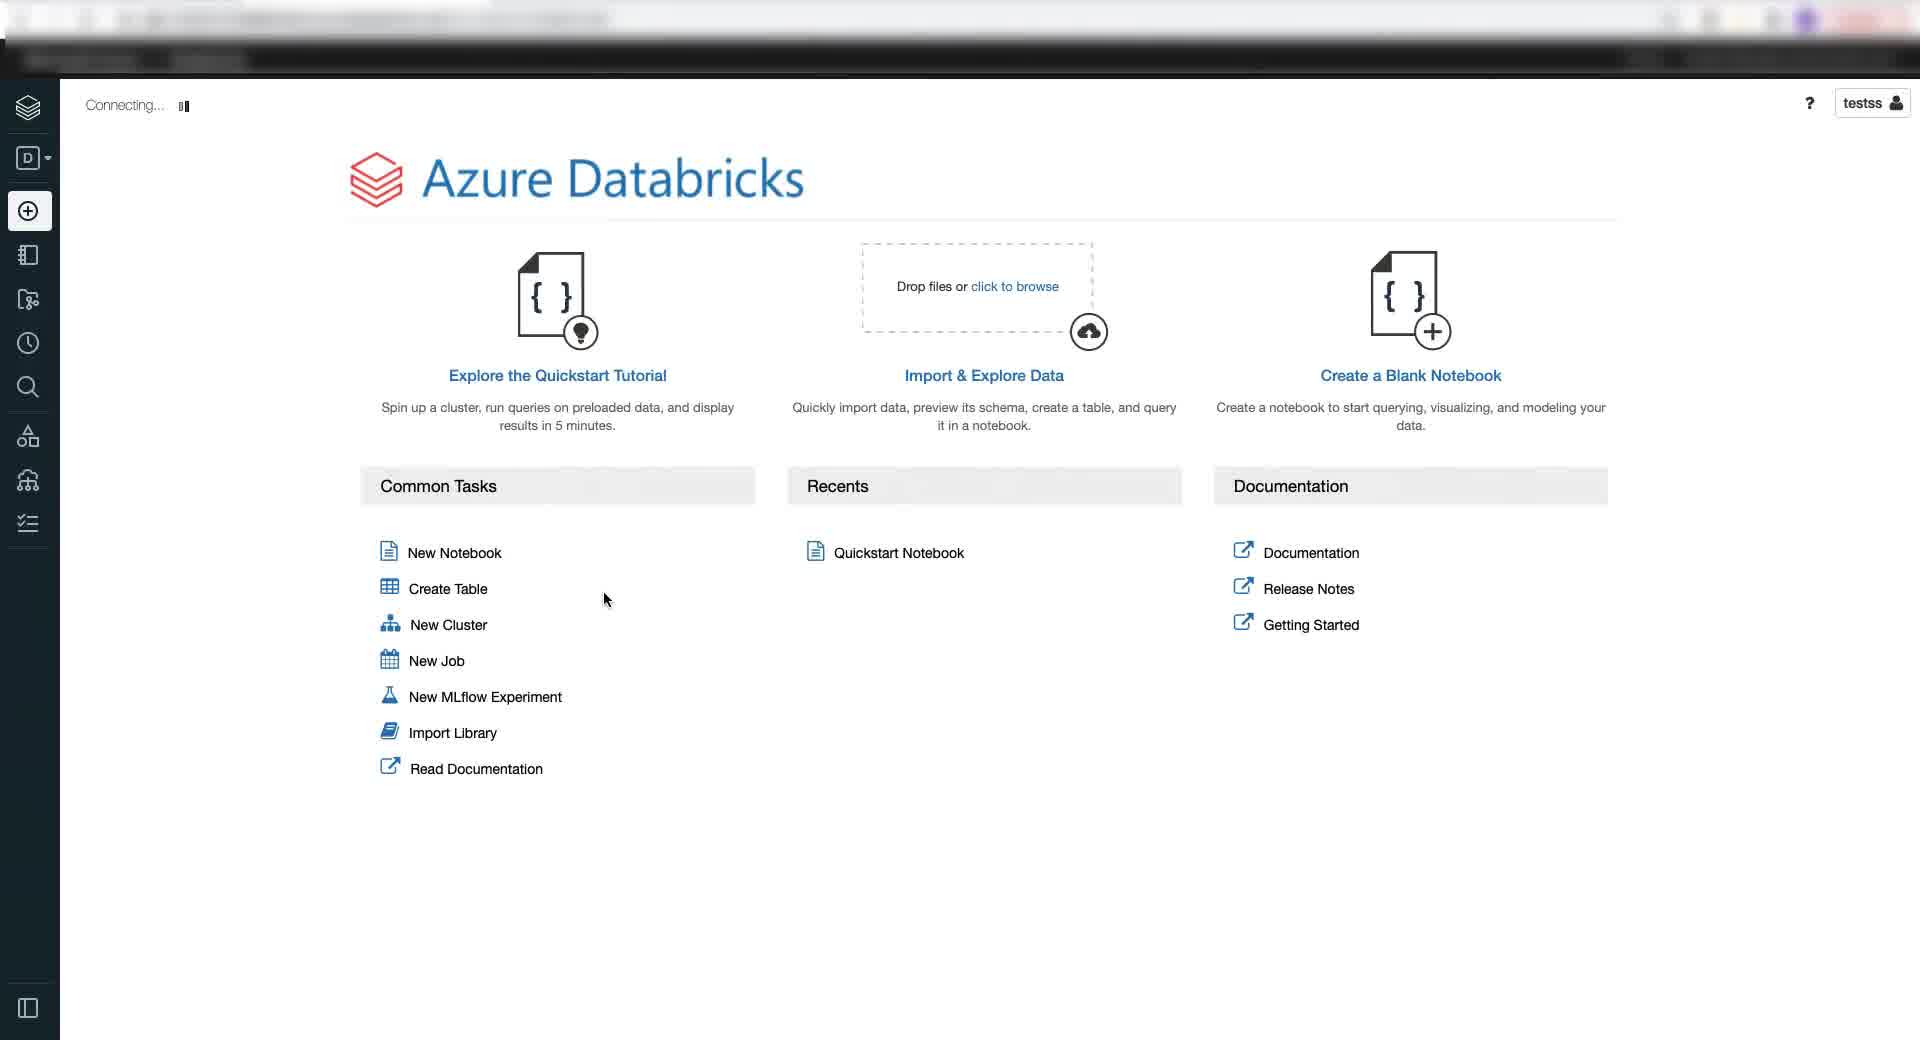 Connecting...
?
testss
D
Azure Databricks
{ }
Drop files or click to browse
{ }
Explore the Quickstart Tutorial
Spin up a cluster, run queries on preloaded data, and display
results in 5 minutes.
Import & Explore Data
Quickly import data, preview its schema, create a table, and query
it in a notebook.
Create a Blank Notebook
Create a notebook to start querying, visualizing, and modeling your
data.
Common Tasks
New Notebook
Create Table
New Cluster
New Job
New MLflow Experiment
Import Library
Read Documentation
Recents
Quickstart Notebook
Documentation
Documentation
Release Notes
Getting Started